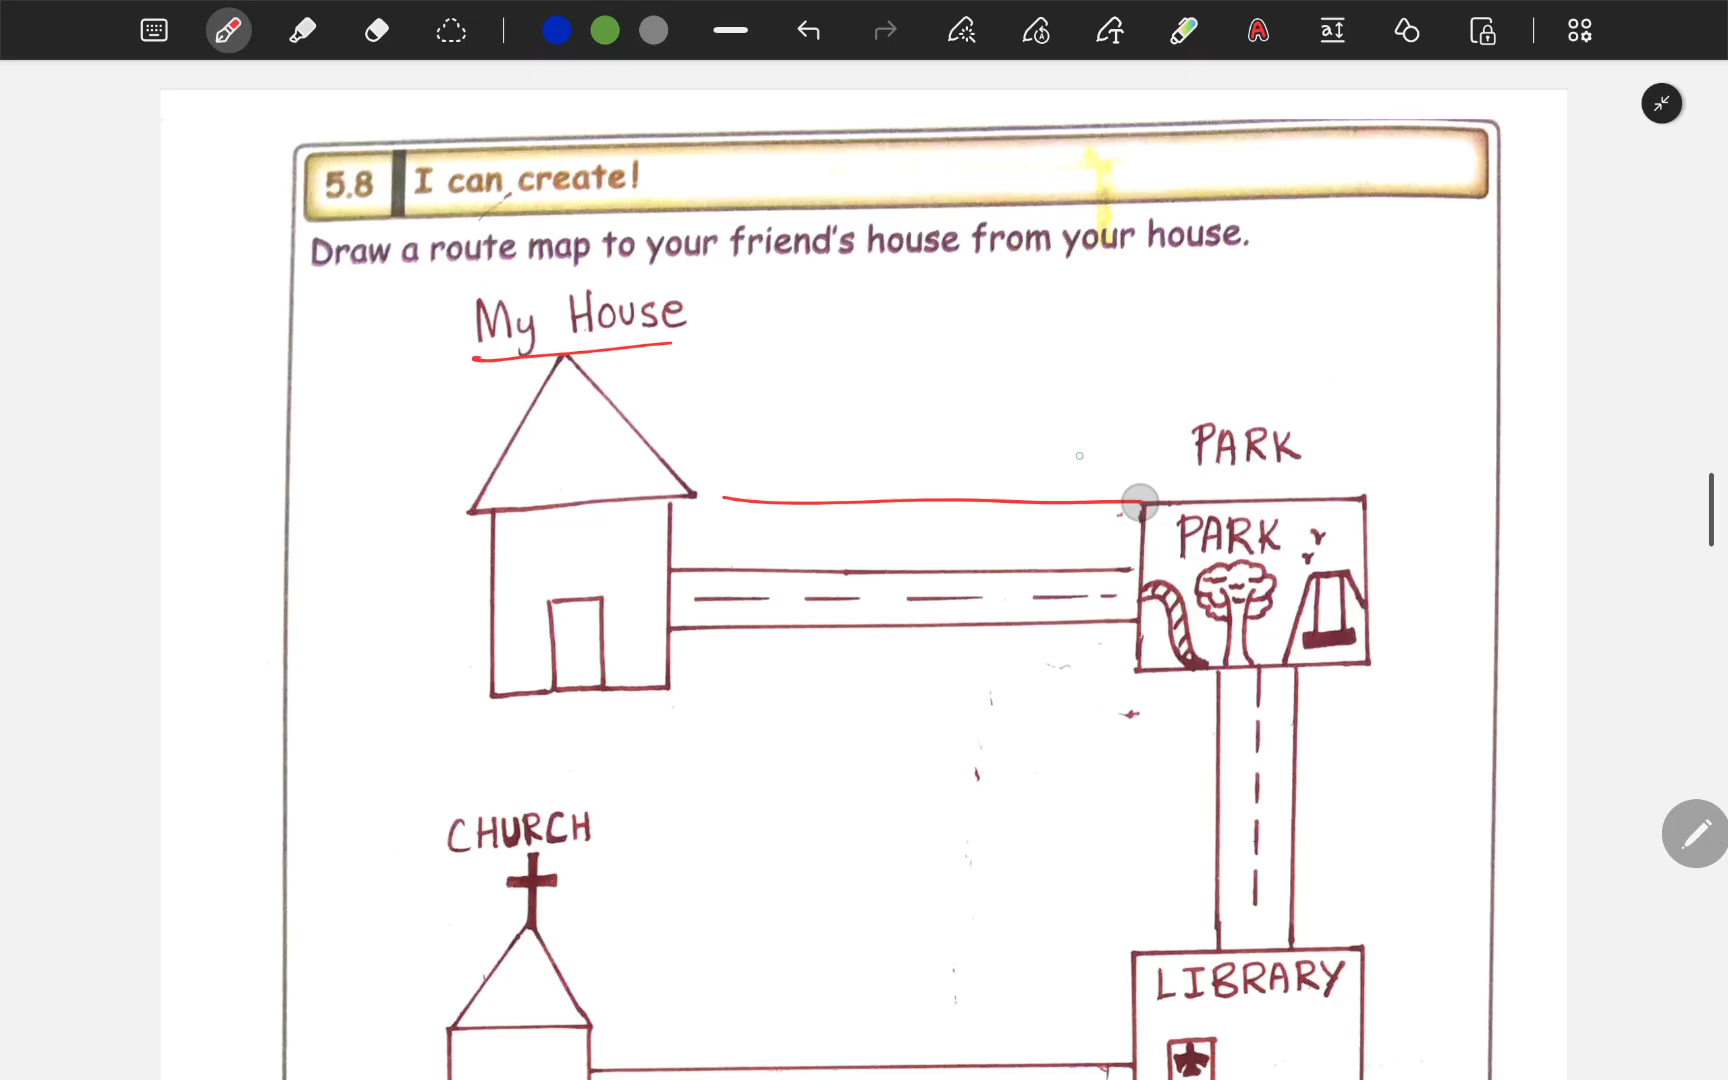 5.8 I can create!
Draw a route map to your friend's house from your house.
My House
PARK
PARK
CHURCH
LIBRARY